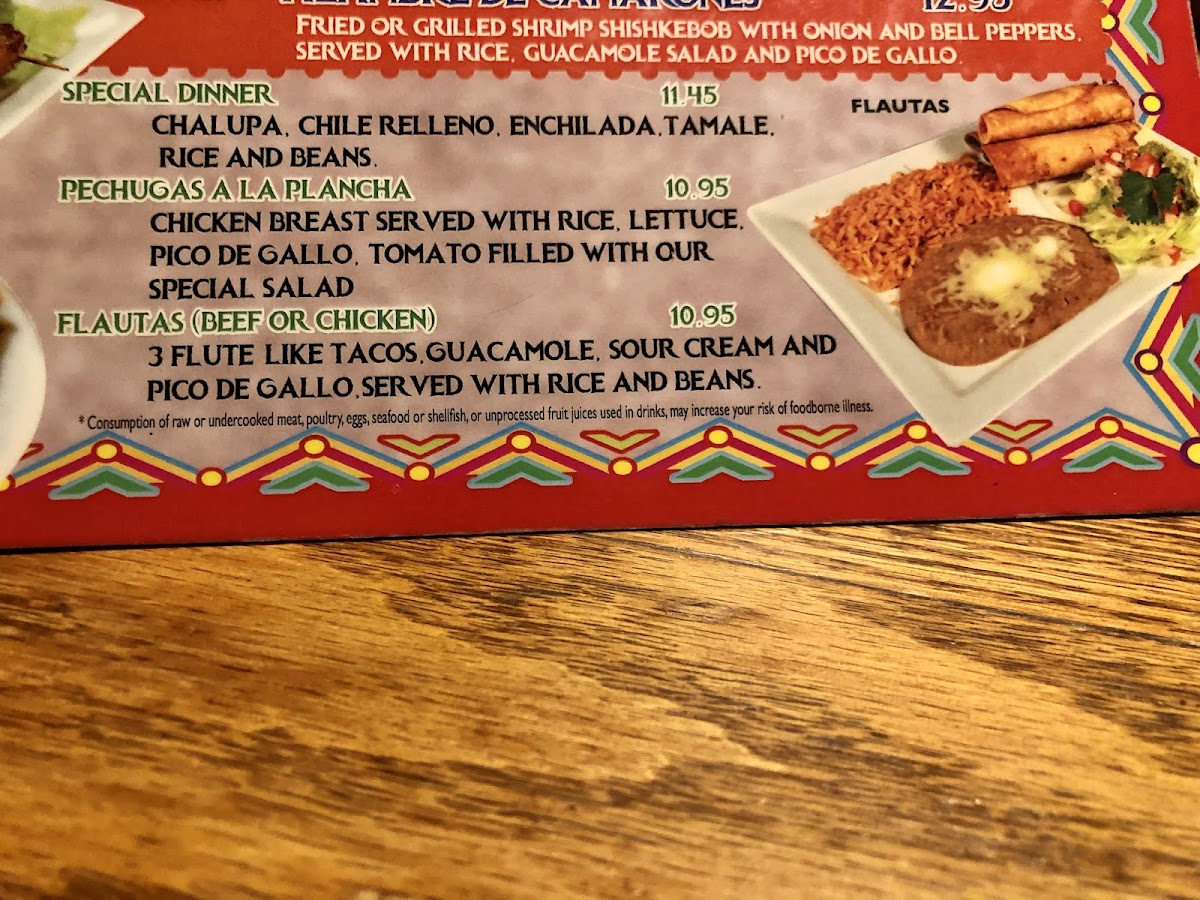 ALAMBRE DE CAMARONES 12.95
FRIED OR GRILLED SHRIMP SHISHKEBOB WITH ONION AND BELL PEPPERS,
SERVED WITH RICE, GUACAMOLE SALAD AND PICO DE GALLO.
SPECIAL DINNER 11.45
CHALUPA, CHILE RELLENO, ENCHILADA,TAMALE,
RICE AND BEANS.
PECHUGAS A LA PLANCHA 10.95
CHICKEN BREAST SERVED WITH RICE, LETTUCE,
PICO DE GALLO, TOMATO FILLED WITH OUR
SPECIAL SALAD
FLAUTAS (BEEF OR CHICKEN) 10.95
3 FLUTE LIKE TACOS,GUACAMOLE, SOUR CREAM AND
PICO DE GALLO,SERVED WITH RICE AND BEANS.
* Consumption of raw or undercooked meat, poultry, eggs, seafood or shellfish, or unprocessed fruit juices used in drinks, may increase your risk of foodborne illness.
FLAUTAS